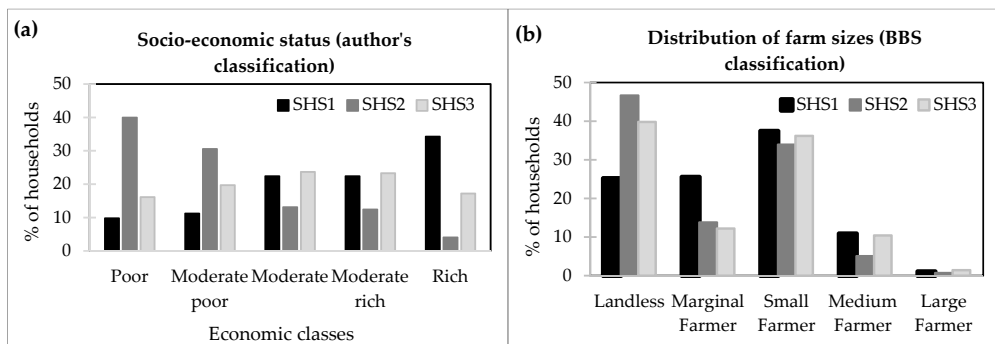 (a)
Socio-economic status (author's
classification)
50
40
30
20
10
0
% of households
SHS1 SHS2 SHS3
Poor Moderate poor Moderate Moderate rich Rich
Economic classes
(b)
Distribution of farm sizes (BBS
classification)
50
40
30
20
10
0
% of households
SHS1 SHS2 SHS3
Landless Marginal Farmer Small Farmer Medium Farmer Large Farmer